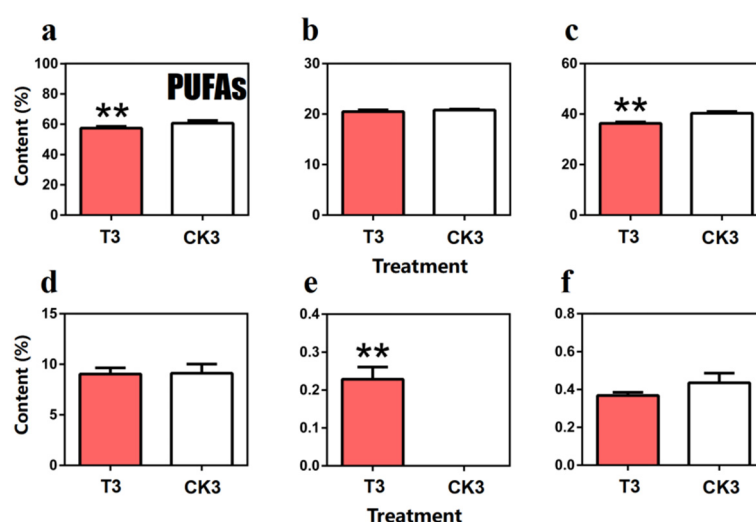 a
b
c
100
80
60
40
20
0
Content (%)
**
PUFAs
T3
CK3
30
20
10
0
T3
CK3
60
40
20
0
**
T3
CK3
Treatment
d
e
f
15
10
5
0
Content (%)
T3
CK3
0.4
0.3
0.2
0.1
0.0
**
T3
CK3
0.8
0.6
0.4
0.2
0.0
T3
CK3
Treatment